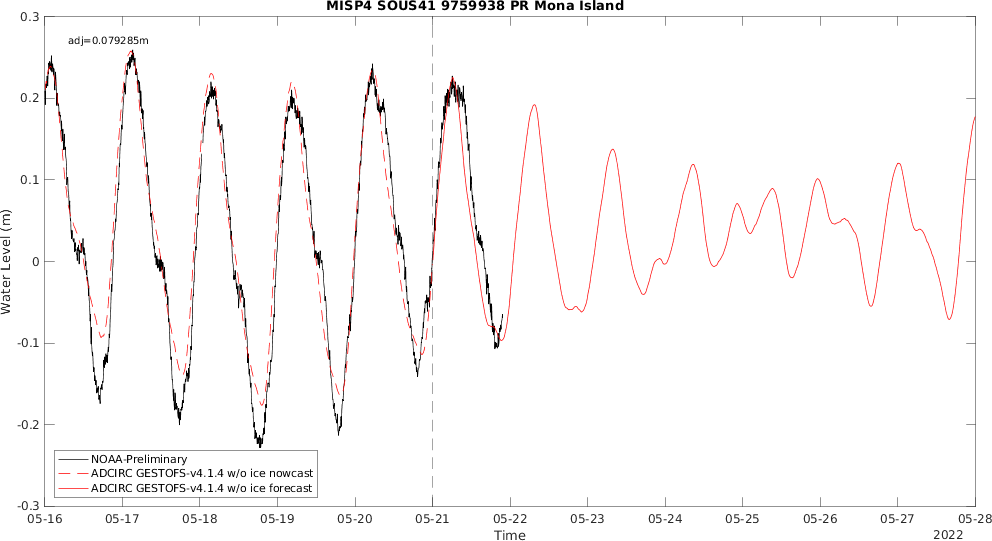 MISP4 SOUS41 9759938 PR Mona Island
adj=0.079285m
0.3
0.2
0.1
0
-0.1
-0.2
-0.3
Water Level (m)
NOAA-Preliminary
ADCIRC GESTOFS-v4.1.4 w/o ice nowcast
ADCIRC GESTOFS-v4.1.4 w/o ice forecast
05-16 05-17 05-18 05-19 05-20 05-21 05-22 05-23 05-24 05-25 05-26 05-27 05-28
Time
2022